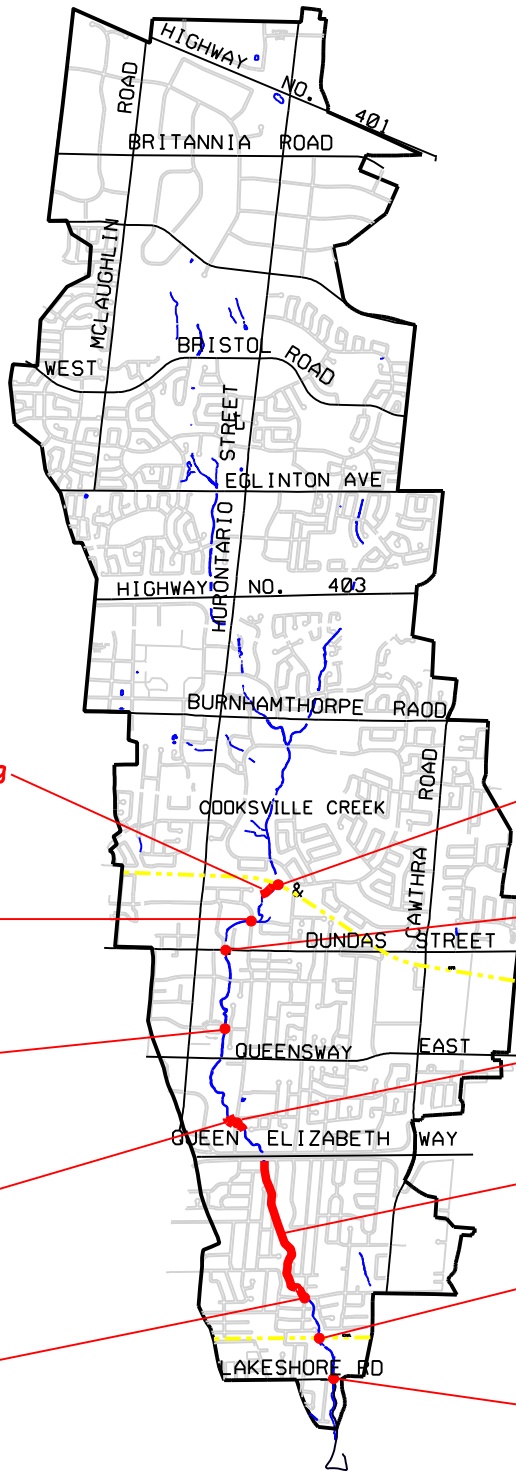 HIGHWAY NO. 401
ROAD
BRITANNIA ROAD
MCLAUGHLIN
BRISTOL ROAD
WEST
STREET
EGLINTON AVE
HURONTARIO
HIGHWAY NO. 403
BURNHAMTHORPE RAOD
ROAD
g
COOKSVILLE CREEK
CAWTHRA
&
DUNDAS STREET
QUEENSWAY EAST
QUEEN ELIZABETH WAY
LAKESHORE RD